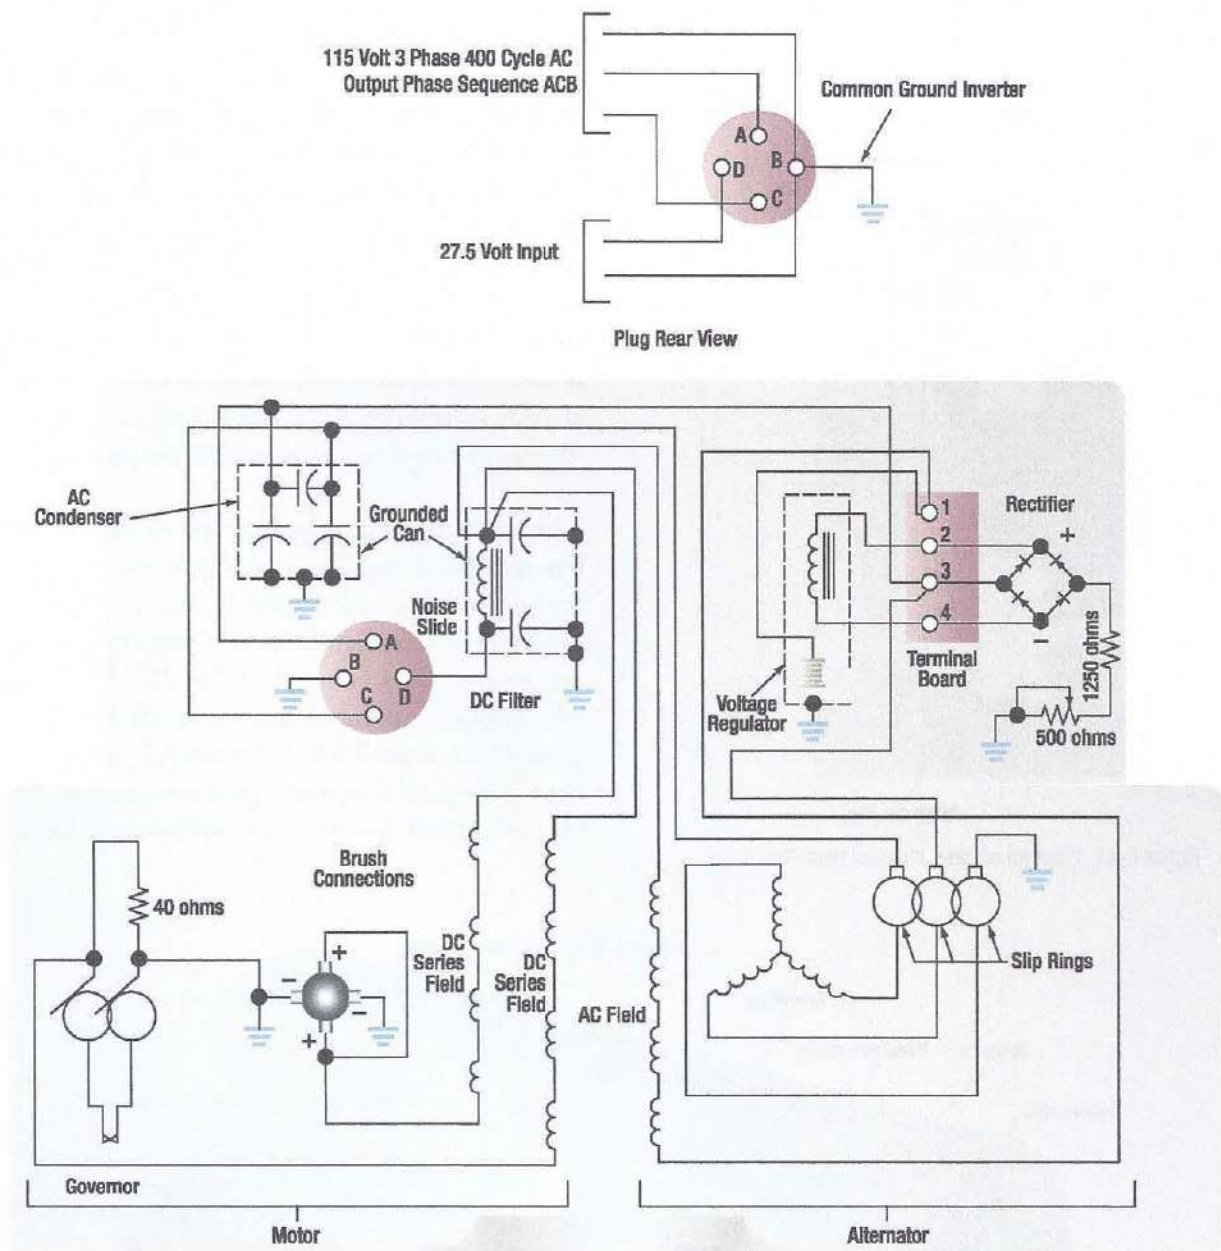 115 Volt 3 Phase 400 Cycle AC
Output Phase Sequence ACB
Common Ground Inverter
A
B
D
C
27.5 Volt Input
Plug Rear View
AC
Condenser
Grounded
Can
Noise
Slide
A
B
C
D
DC Filter
Voltage
Regulator
1
2
3
4
Terminal
Board
Rectifier
+
−
1250 ohms
500 ohms
40 ohms
Brush
Connections
+
−
−
+
DC
Series
Field
DC
Series
Field
AC Field
Slip Rings
Governor
Motor
Alternator